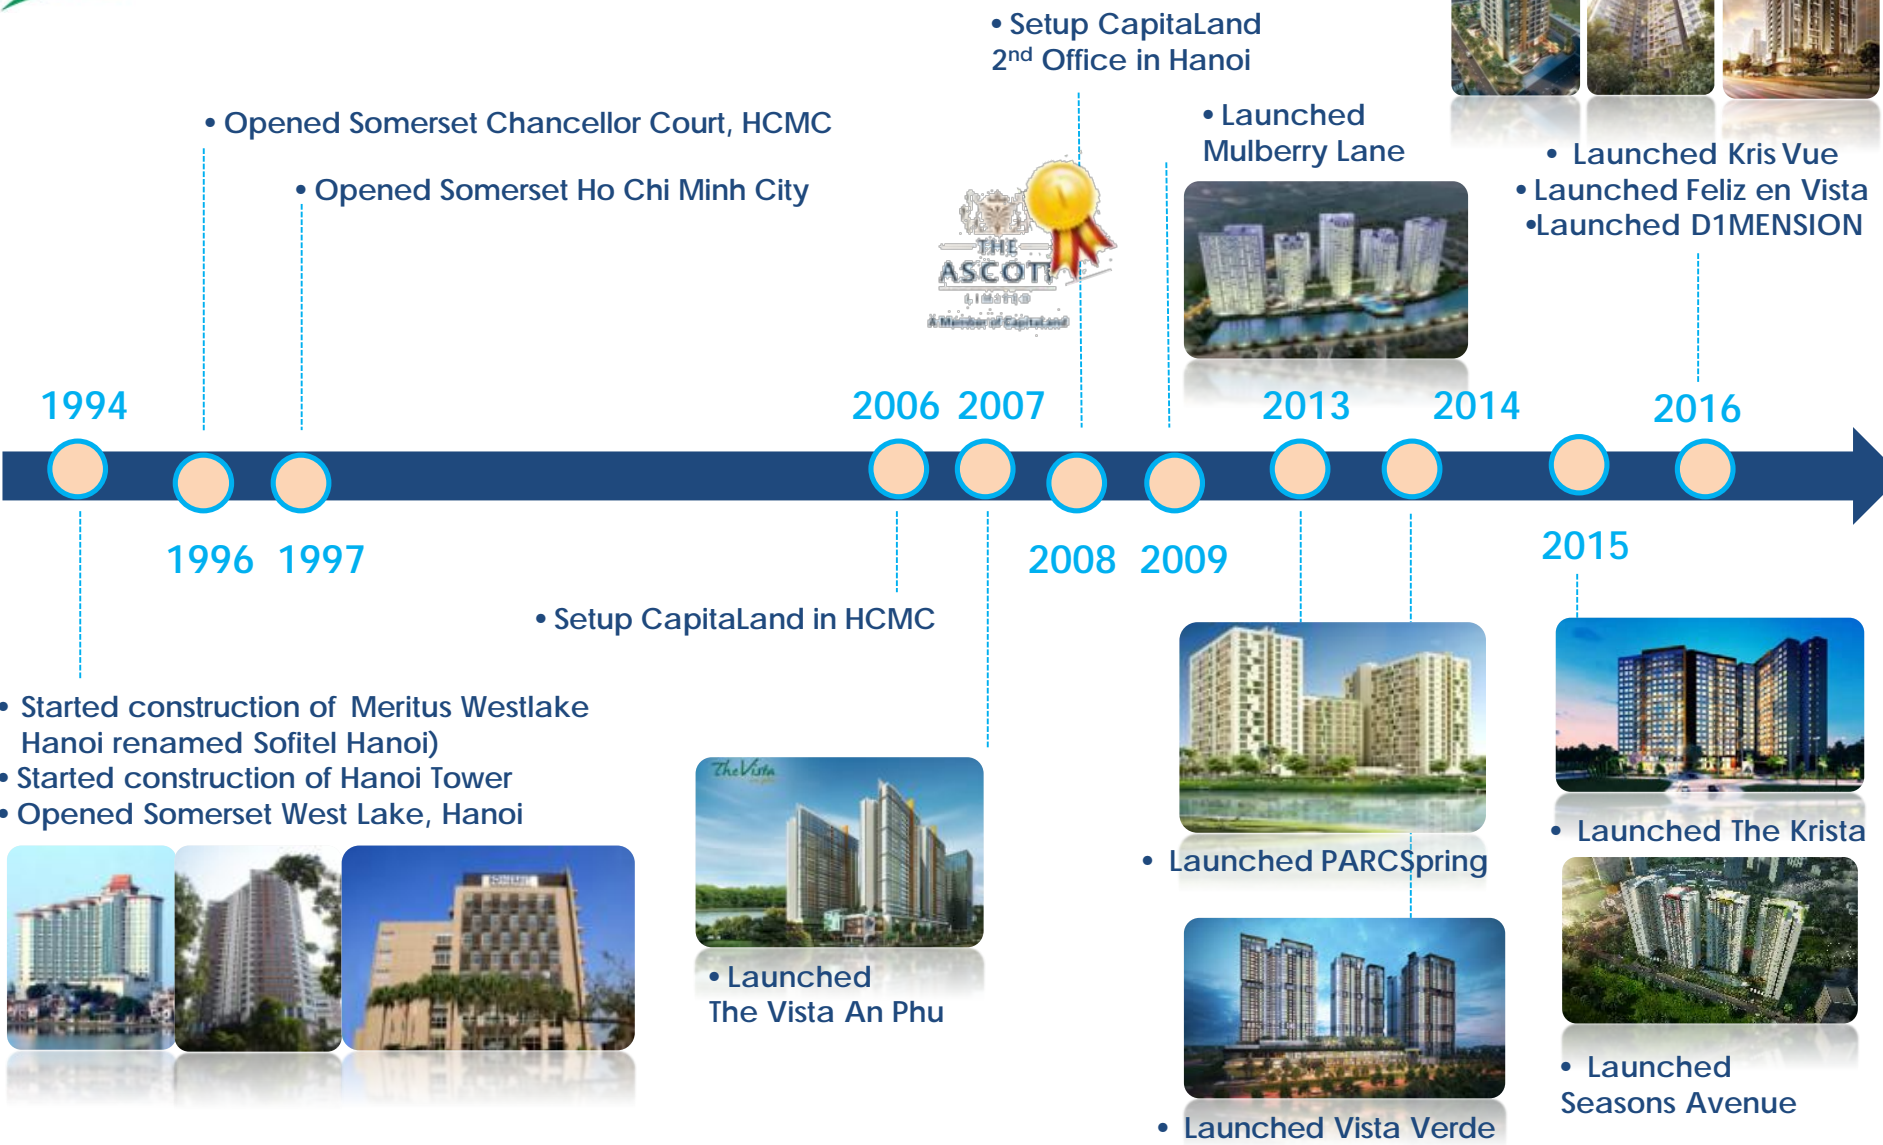 • Setup CapitaLand
2nd Office in Hanoi
• Opened Somerset Chancellor Court, HCMC
• Launched
Mulberry Lane
• Opened Somerset Ho Chi Minh City
• Launched Kris Vue
• Launched Feliz en Vista
•Launched D1MENSION
THE
ASCOTT
LIMITED
A Member of CapitaLand
1994
2006
2007
2013
2014
2016
1996
1997
2008
2009
2015
• Setup CapitaLand in HCMC
• Started construction of Meritus Westlake
Hanoi renamed Sofitel Hanoi)
• Started construction of Hanoi Tower
• Opened Somerset West Lake, Hanoi
The Vista
• Launched
The Vista An Phu
• Launched PARCSpring
• Launched The Krista
• Launched Vista Verde
• Launched
Seasons Avenue